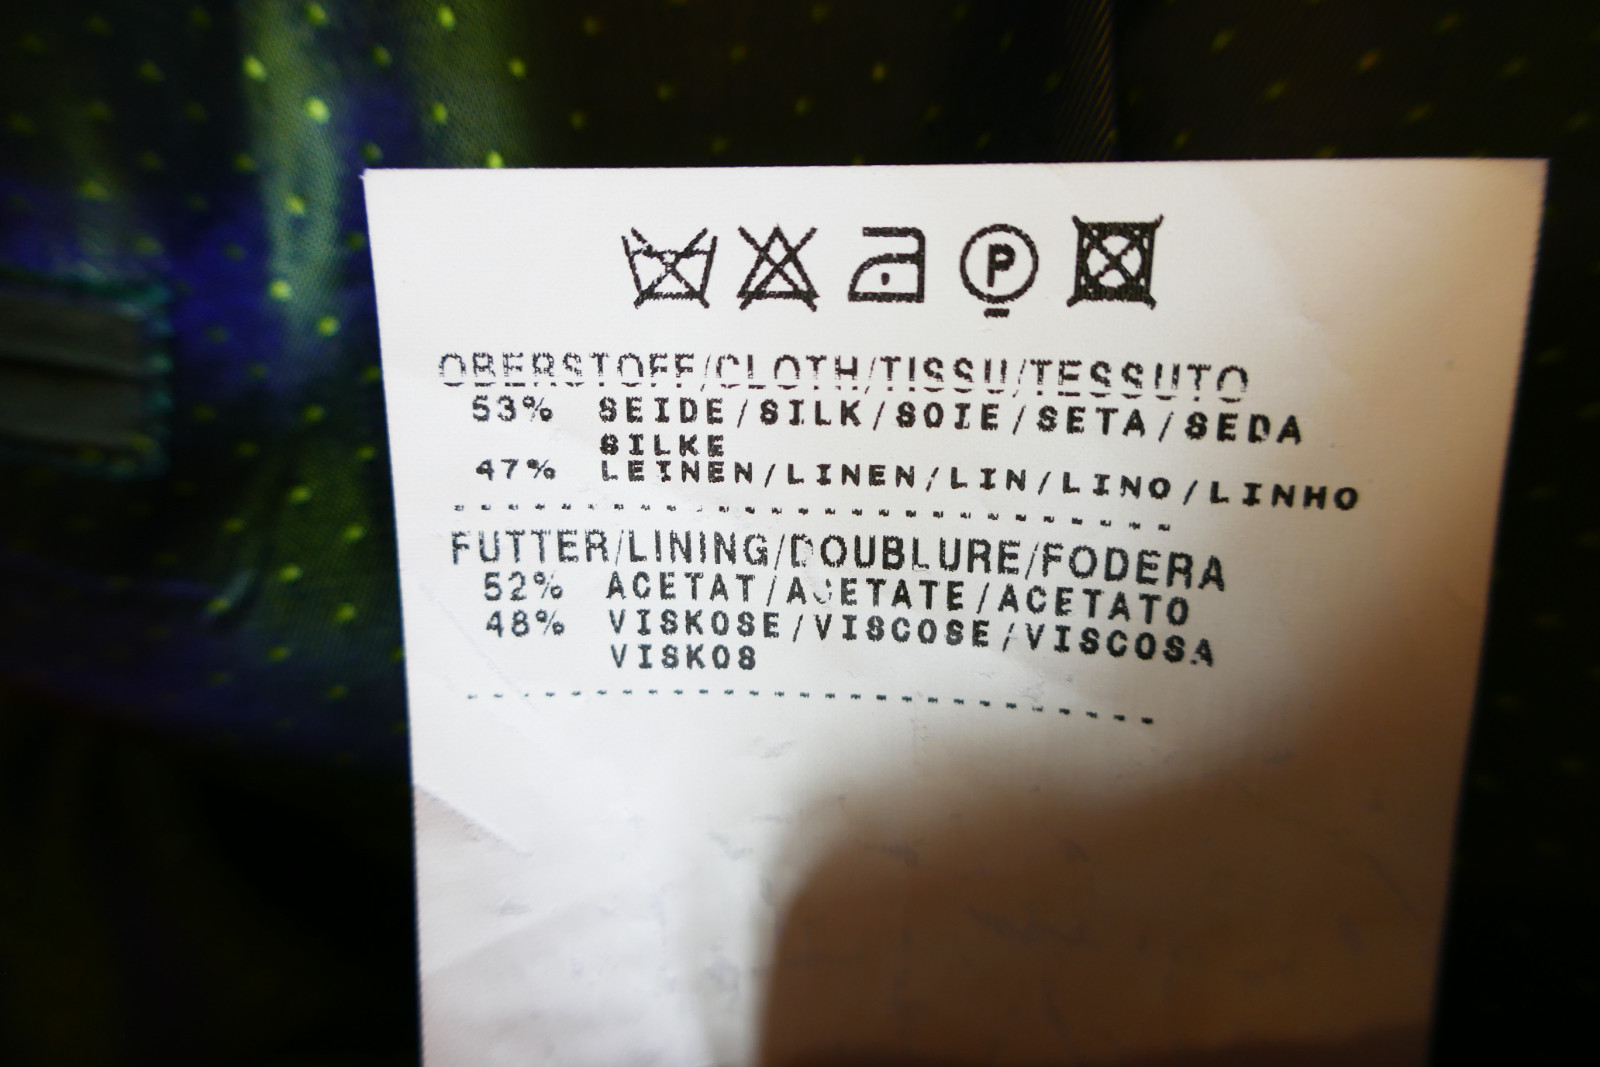 P
OBERSTOFF/CLOTH/TISSU/TESSUTO
53% SEIDE/SILK/SOIE/SETA/SEDA
SILKE
47% LEINEN/LINEN/LIN/LINO/LINHO
FUTTER/LINING/DOUBLURE/FODERA
52% ACETAT/ACETATE/ACETATO
48% VISKOSE/VISCOSE/VISCOSA
VISKOS